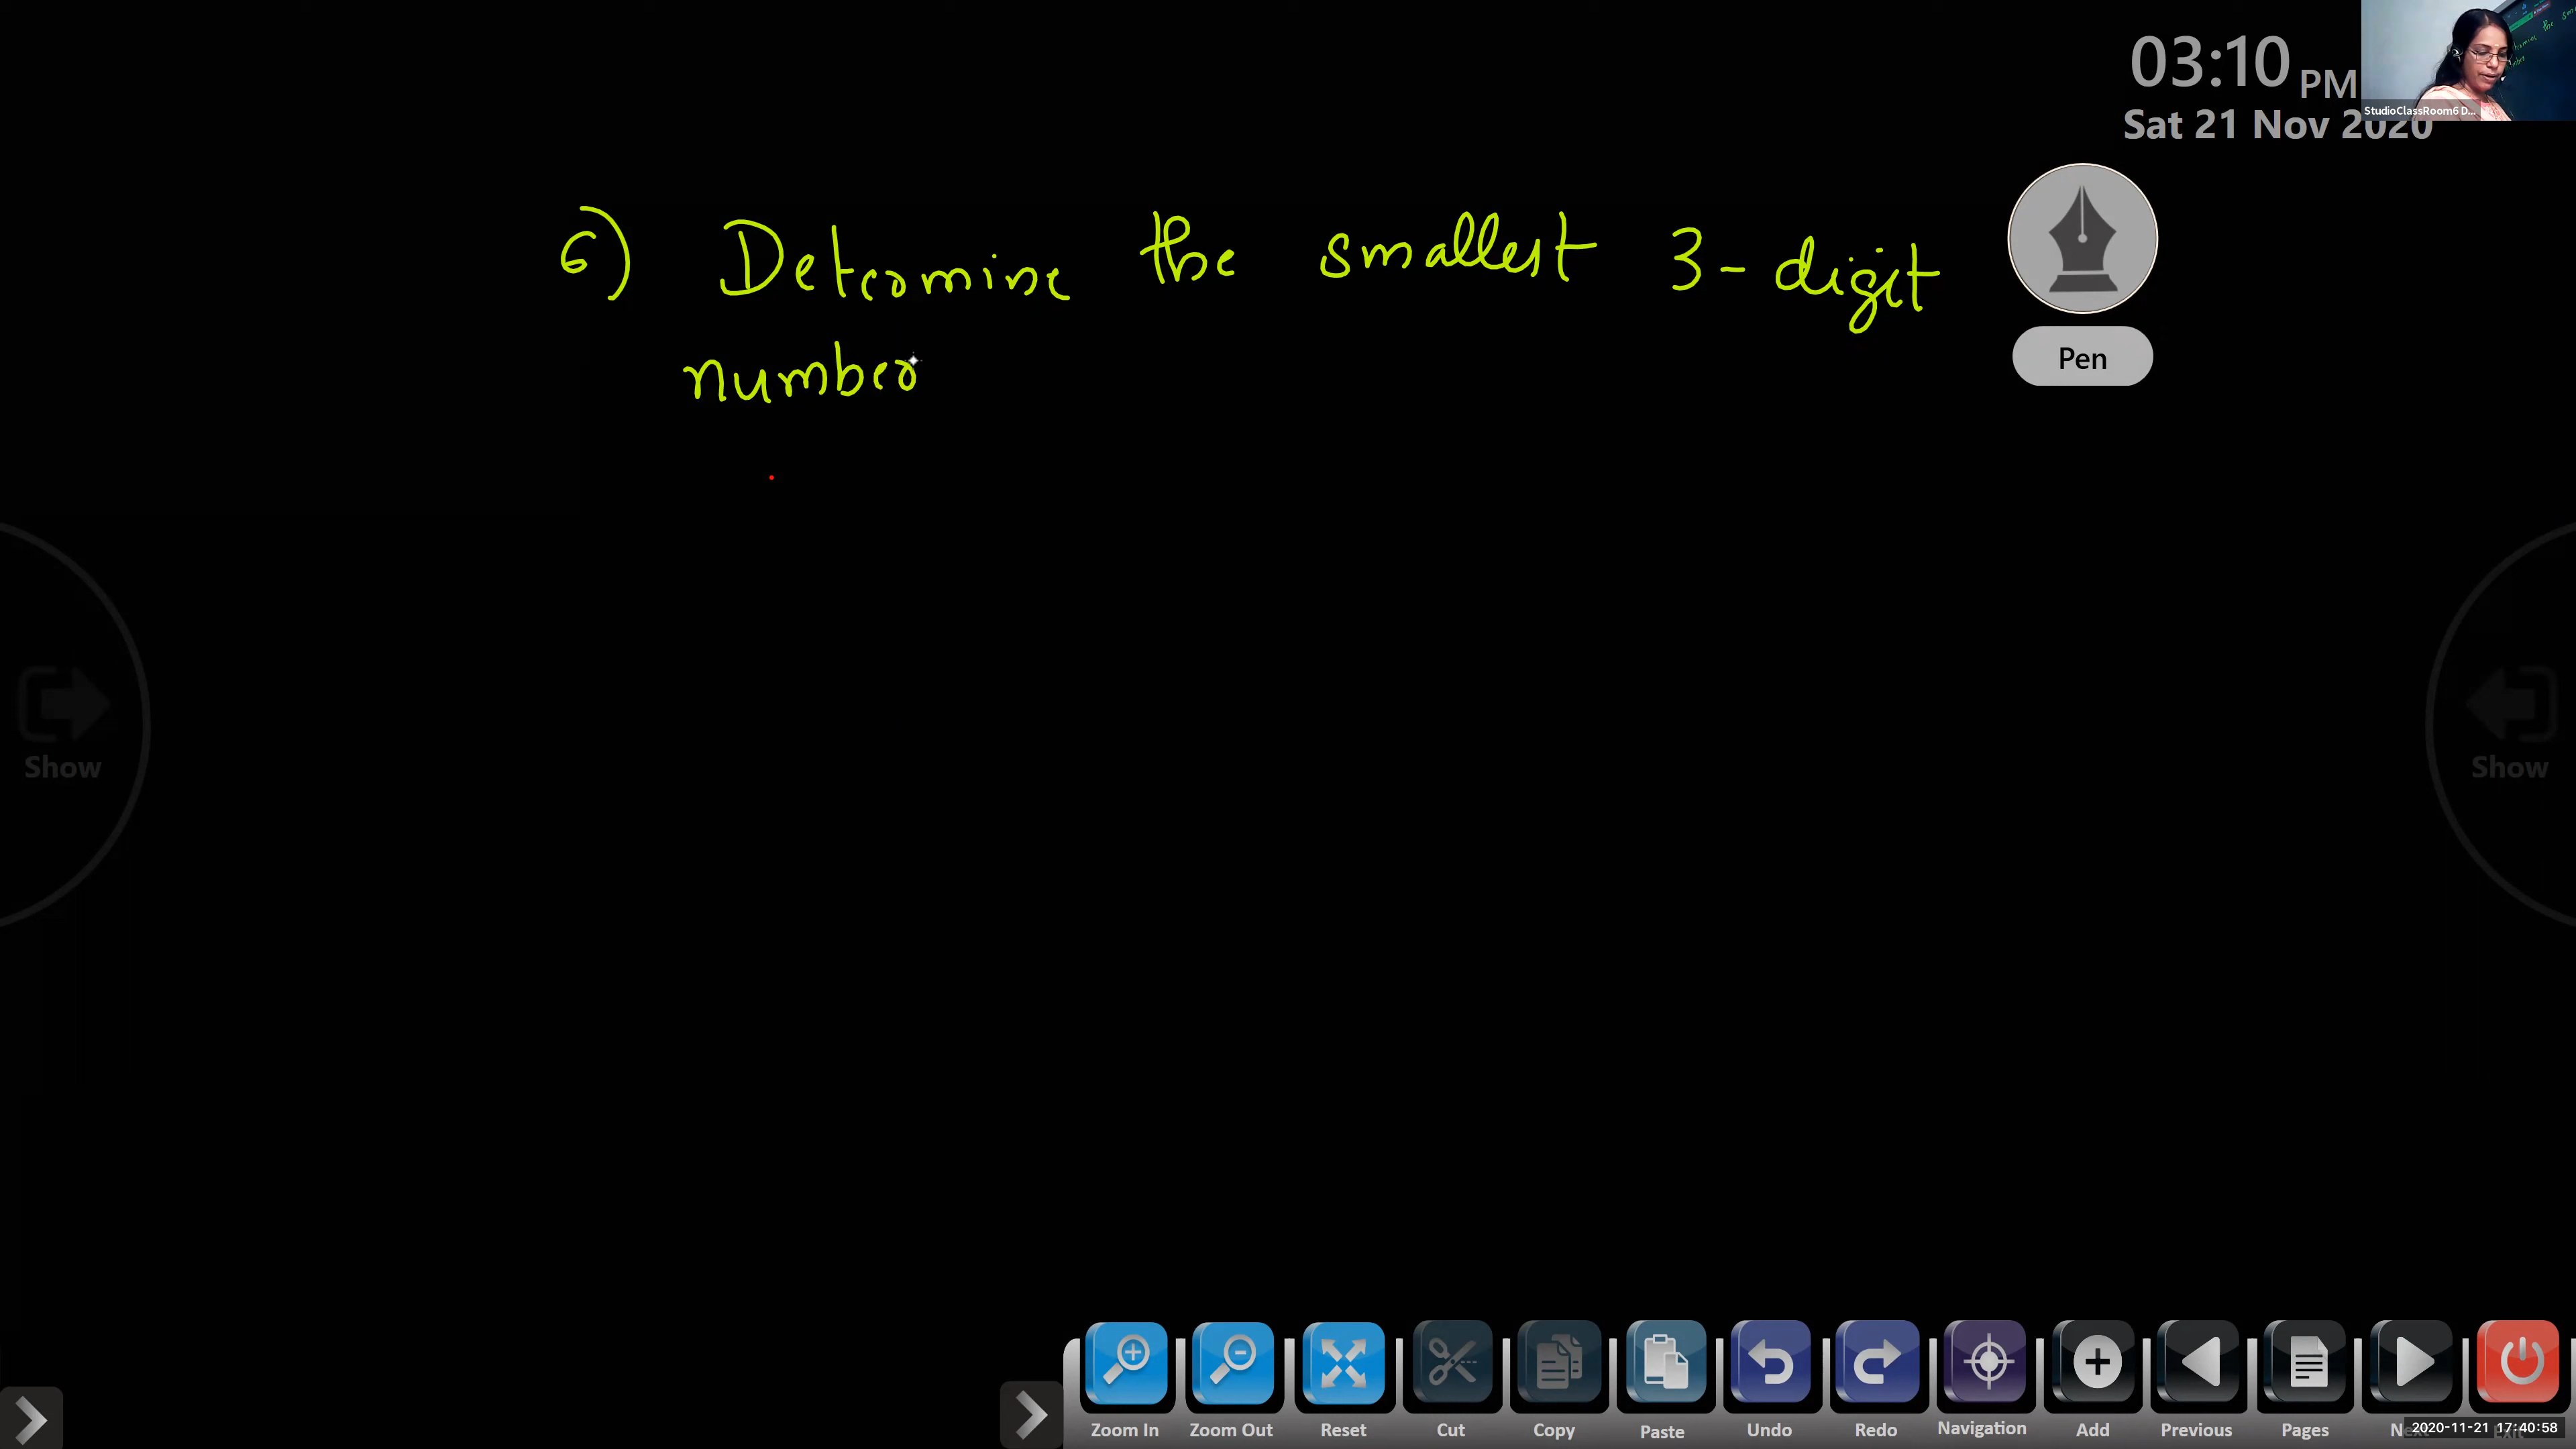 03:10 PM
Sat 21 Nov 2020
StudioClassRoom6 D...
6) Determine the smallest 3-digit
number
Pen
Show
Show
Zoom In Zoom Out Reset Cut Copy Paste Undo Redo Navigation Add Previous Pages
2020-11-21 17:40:58